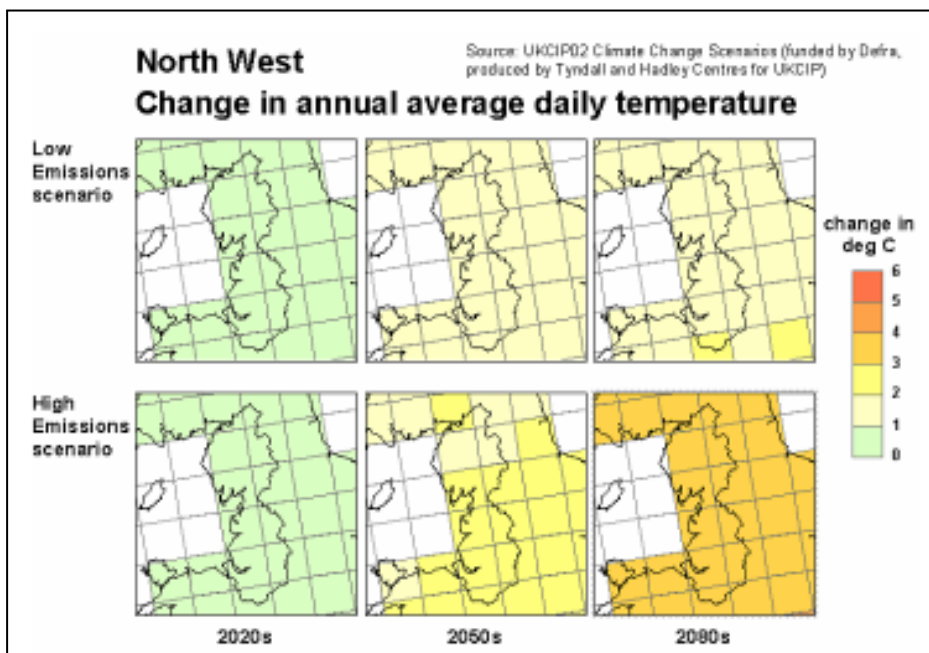 North West
Source: UKCIP02 Climate Change Scenarios (funded by Defra,
produced by Tyndall and Hadley Centres for UKCIP)
Change in annual average daily temperature
Low
Emissions
scenario
change in
deg C
6
5
4
3
2
1
0
High
Emissions
scenario
2020s
2050s
2080s